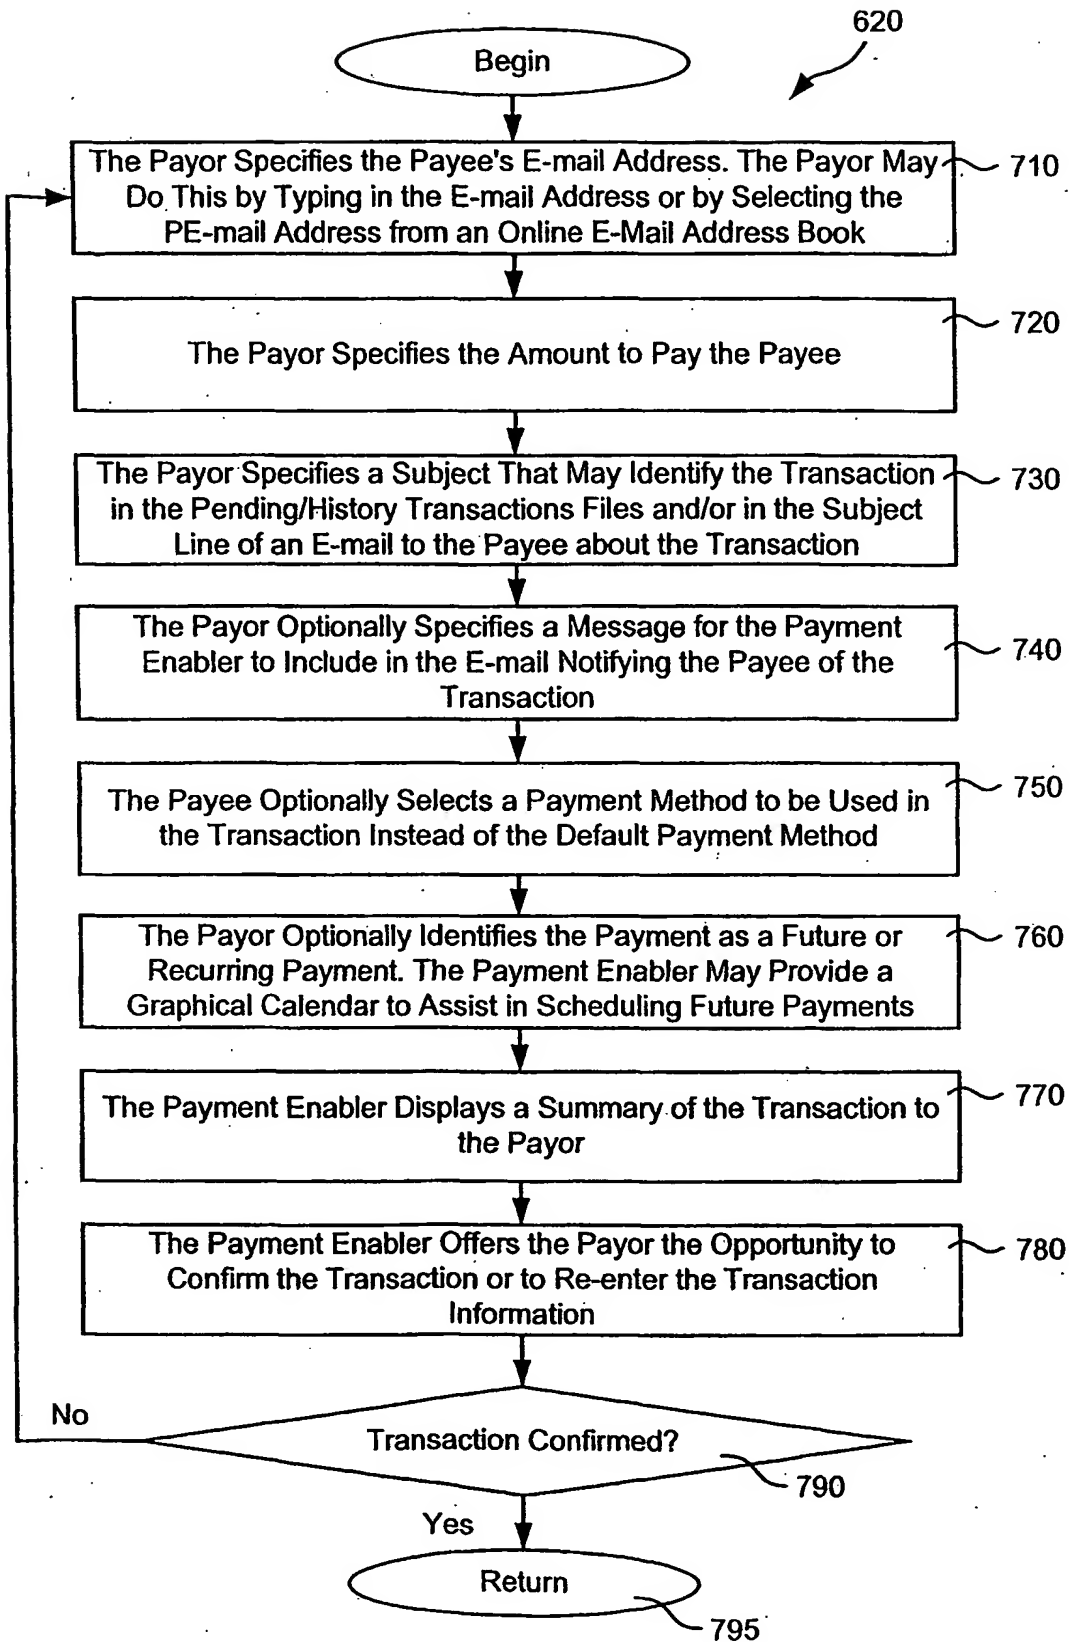 620
Begin
The Payor Specifies the Payee's E-mail Address. The Payor May
Do This by Typing in the E-mail Address or by Selecting the
PE-mail Address from an Online E-Mail Address Book
710
The Payor Specifies the Amount to Pay the Payee
720
The Payor Specifies a Subject That May Identify the Transaction
in the Pending/History Transactions Files and/or in the Subject
Line of an E-mail to the Payee about the Transaction
730
The Payor Optionally Specifies a Message for the Payment
Enabler to Include in the E-mail Notifying the Payee of the
Transaction
740
The Payee Optionally Selects a Payment Method to be Used in
the Transaction Instead of the Default Payment Method
750
The Payor Optionally Identifies the Payment as a Future or
Recurring Payment. The Payment Enabler May Provide a
Graphical Calendar to Assist in Scheduling Future Payments
760
The Payment Enabler Displays a Summary of the Transaction to
the Payor
770
The Payment Enabler Offers the Payor the Opportunity to
Confirm the Transaction or to Re-enter the Transaction
Information
780
No
Transaction Confirmed?
790
Yes
Return
795